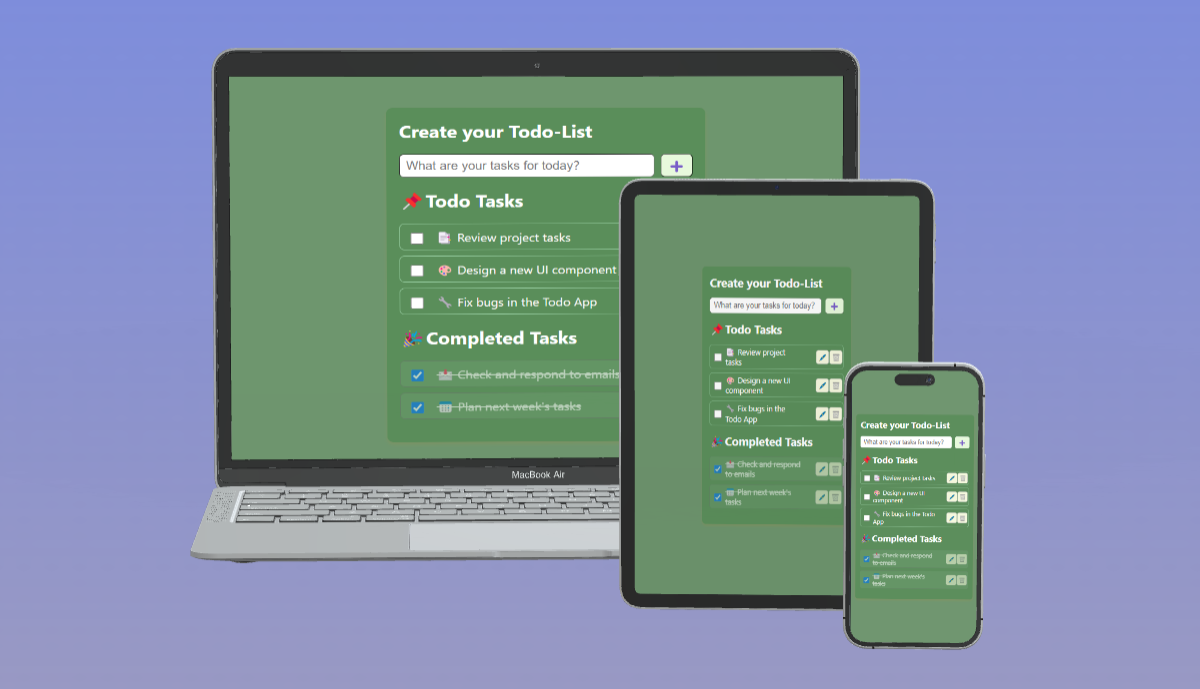 Create your Todo-List
What are your tasks for today?
+
📌 Todo Tasks
📑 Review project tasks
🎨 Design a new UI component
🔧 Fix bugs in the Todo App
🎉 Completed Tasks
📩 Check and respond to emails
📅 Plan next week's tasks
MacBook Air
Create your Todo-List
What are your tasks for today?
+
📌 Todo Tasks
📑 Review project
tasks
🎨 Design a new UI
component
🔧 Fix bugs in the
Todo App
🎉 Completed Tasks
📩 Check and respond
to emails
📅 Plan next week's
tasks
Create your Todo-List
What are your tasks for today?
+
📌 Todo Tasks
📑 Review project tasks
🎨 Design a new UI
component
🔧 Fix bugs in the Todo
App
🎉 Completed Tasks
📩 Check and respond
to emails
📅 Plan next week's
tasks